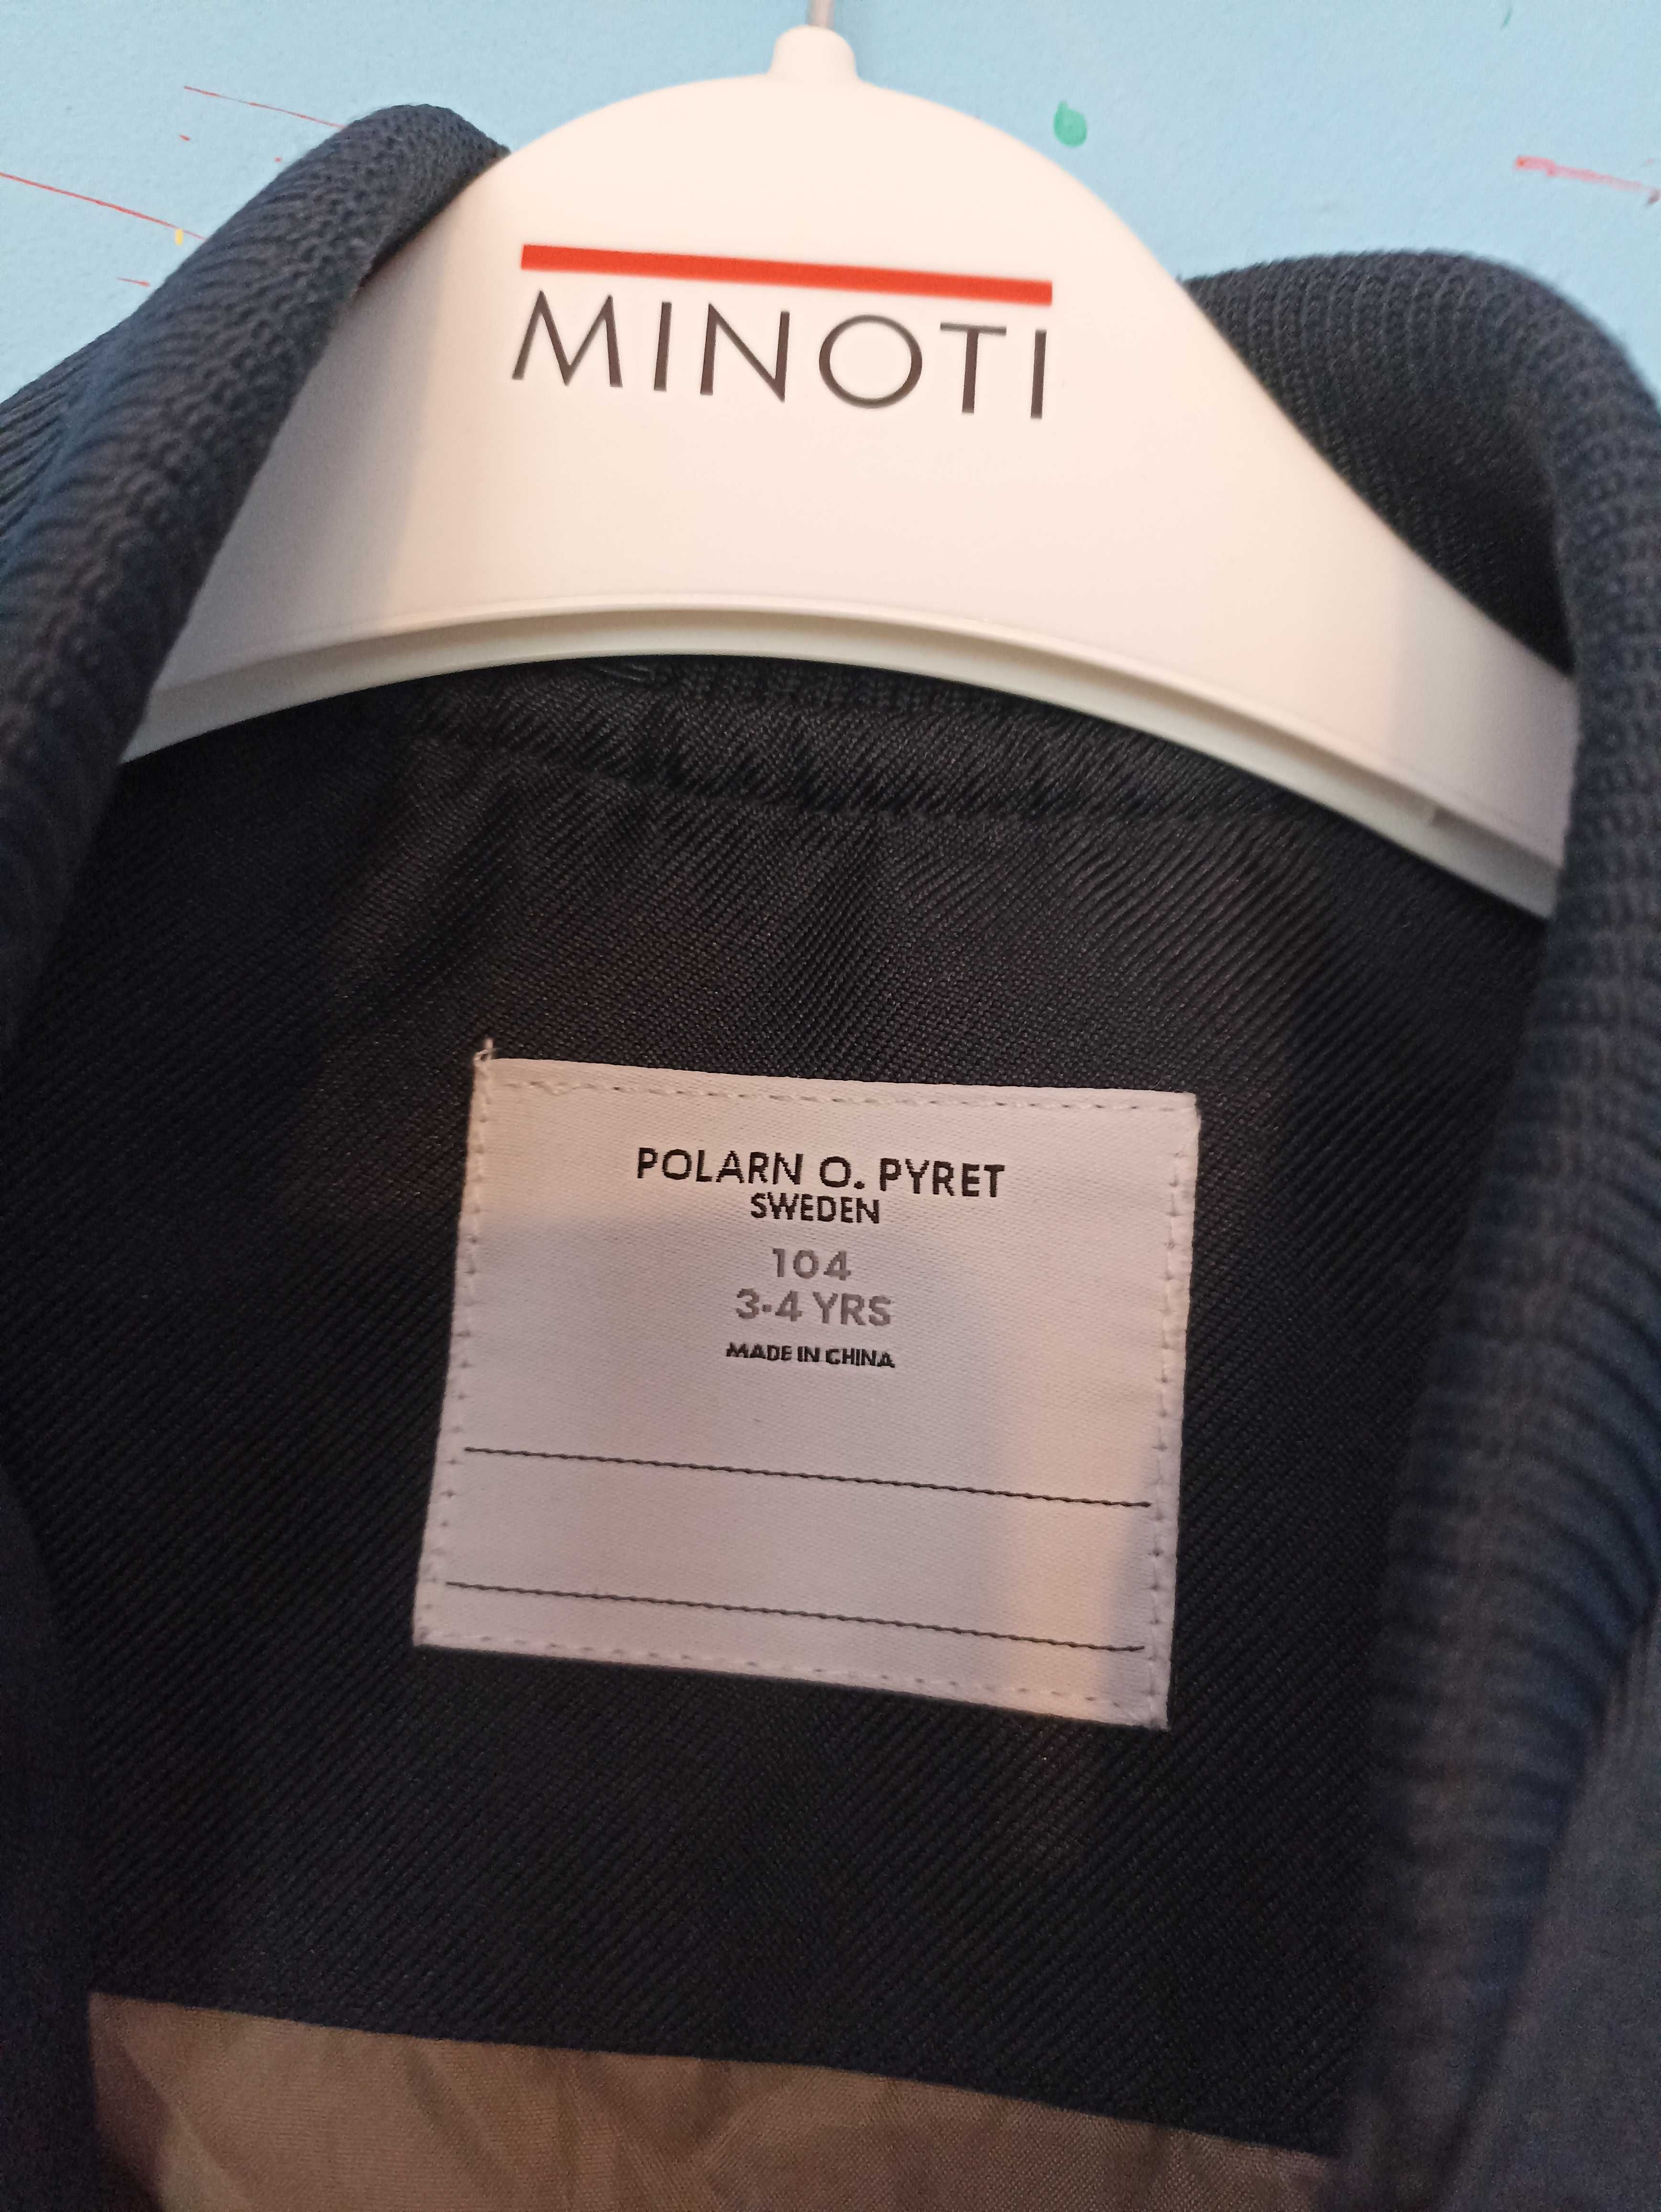 MINOTI
POLARN O. PYRET
SWEDEN
104
3-4 YRS
MADE IN CHINA